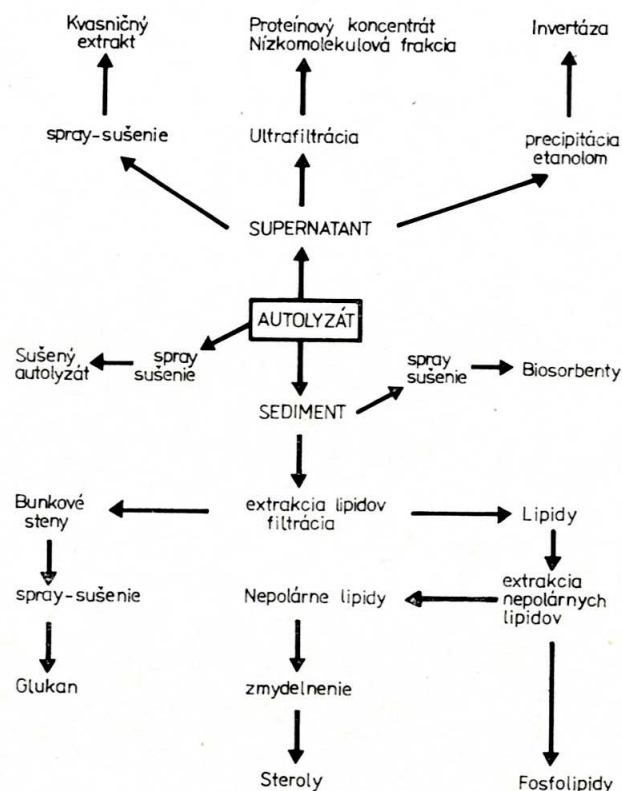 Kvasničný
extrakt
Proteínový koncentrát
Nízkomolekulová frakcia
Invertáza
spray-sušenie
Ultrafiltrácia
precipitácia
etanolom
SUPERNATANT
AUTOLYZÁT
Sušený
autolyzát
spray
sušenie
spray
sušenie
Biosorbenty
SEDIMENT
Bunkové
steny
extrakcia lipidov
filtrácia
Lipidy
spray-sušenie
Nepolárne lipidy
extrakcia
nepolárnych
lipidov
Glukan
zmydelnenie
Steroly
Fosfolipidy